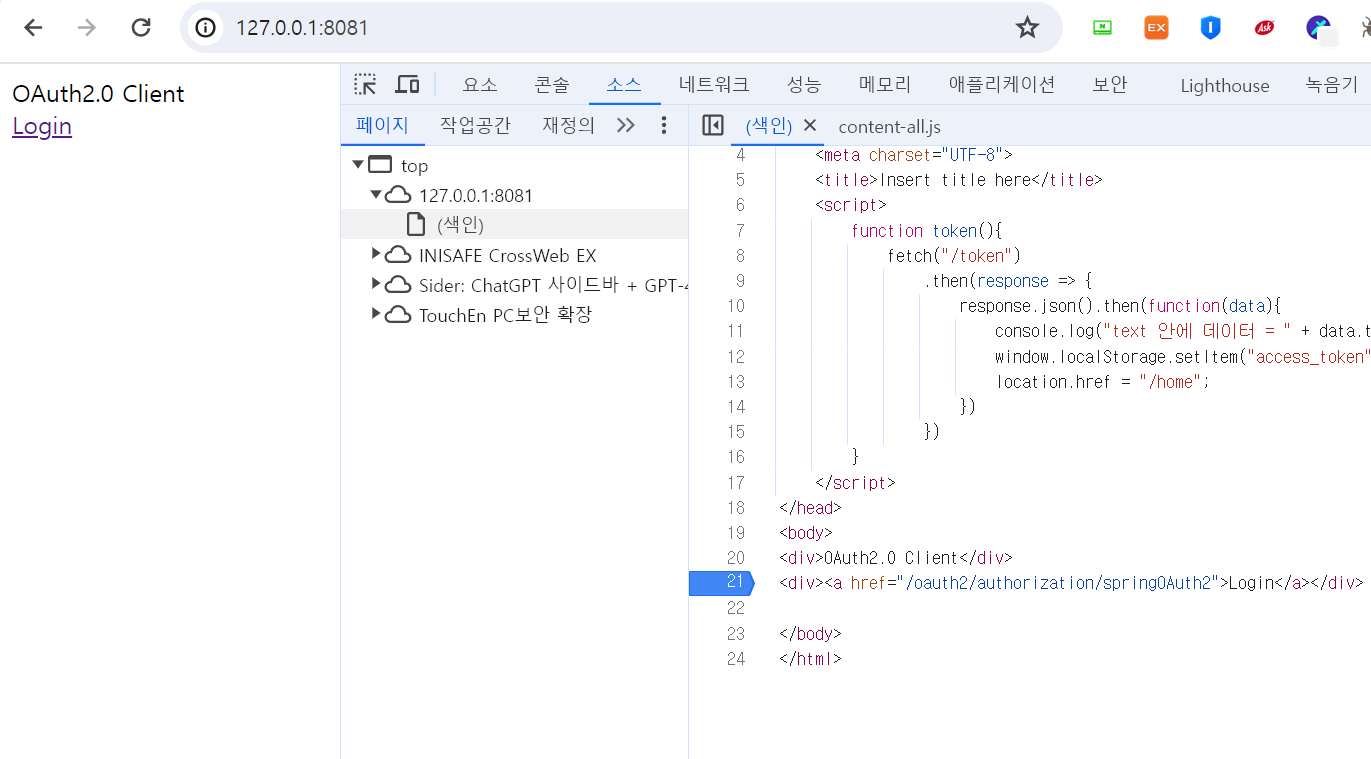 127.0.0.1:8081
EX
Ask
OAuth2.0 Client
Login
요소 콘솔 소스 네트워크 성능 메모리 애플리케이션 보안 Lighthouse 녹음기
페이지 작업공간 재정의
(색인) content-all.js
top
127.0.0.1:8081
(색인)
INISAFE CrossWeb EX
Sider: ChatGPT 사이드바 + GPT-4
TouchEn PC보안 확장
4 <meta charset="UTF-8">
5 <title>Insert title here</title>
6 <script>
7 function token(){
8 fetch("/token")
9 .then(response => {
10 response.json().then(function(data){
11 console.log("text 안에 데이터 = " + data.t
12 window.localStorage.setItem("access_token"
13 location.href = "/home";
14 })
15 })
16 }
17 </script>
18 </head>
19 <body>
20 <div>OAuth2.0 Client</div>
21 <div><a href="/oauth2/authorization/springOAuth2">Login</a></div>
22
23 </body>
24 </html>